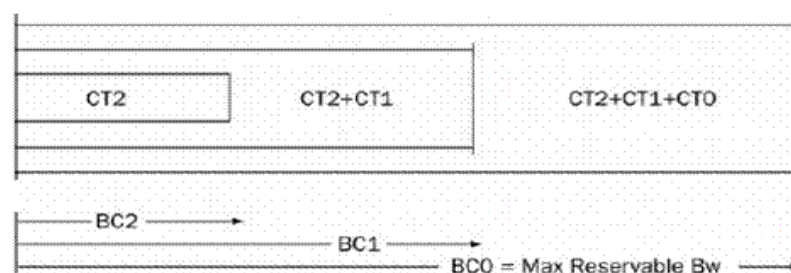 CT2
CT2+CT1
CT2+CT1+CT0
BC2
BC1
BC0 = Max Reservable Bw